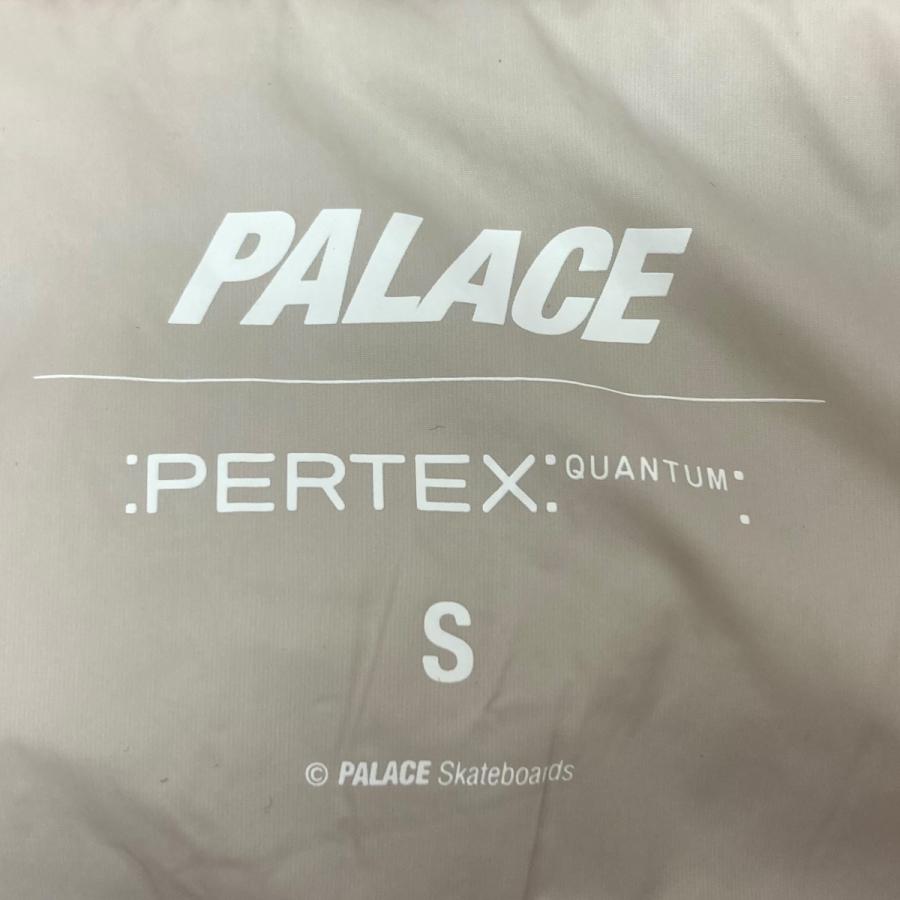 PALACE
:PERTEX: QUANTUM:
S
© PALACE Skateboards